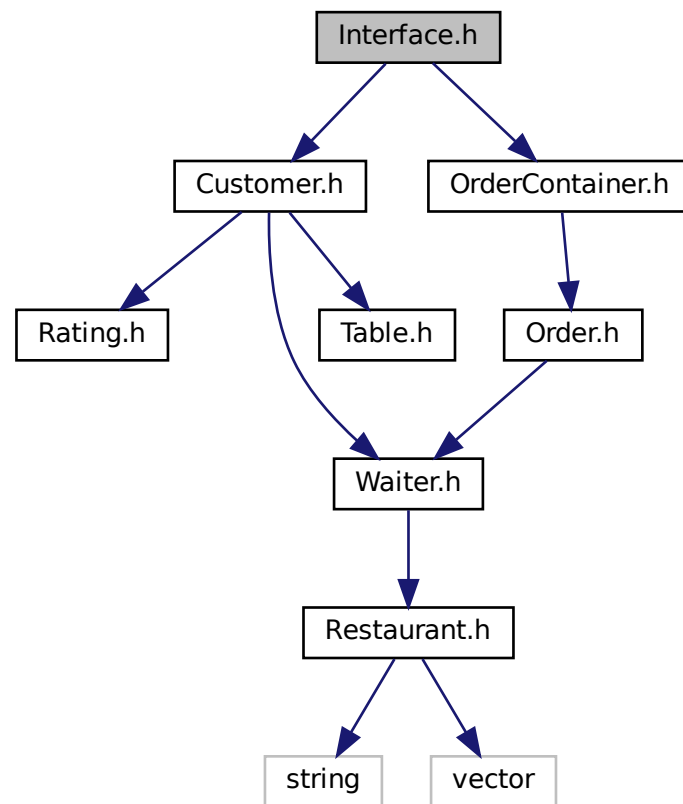 Interface.h
Customer.h
OrderContainer.h
Rating.h
Table.h
Order.h
Waiter.h
Restaurant.h
string
vector